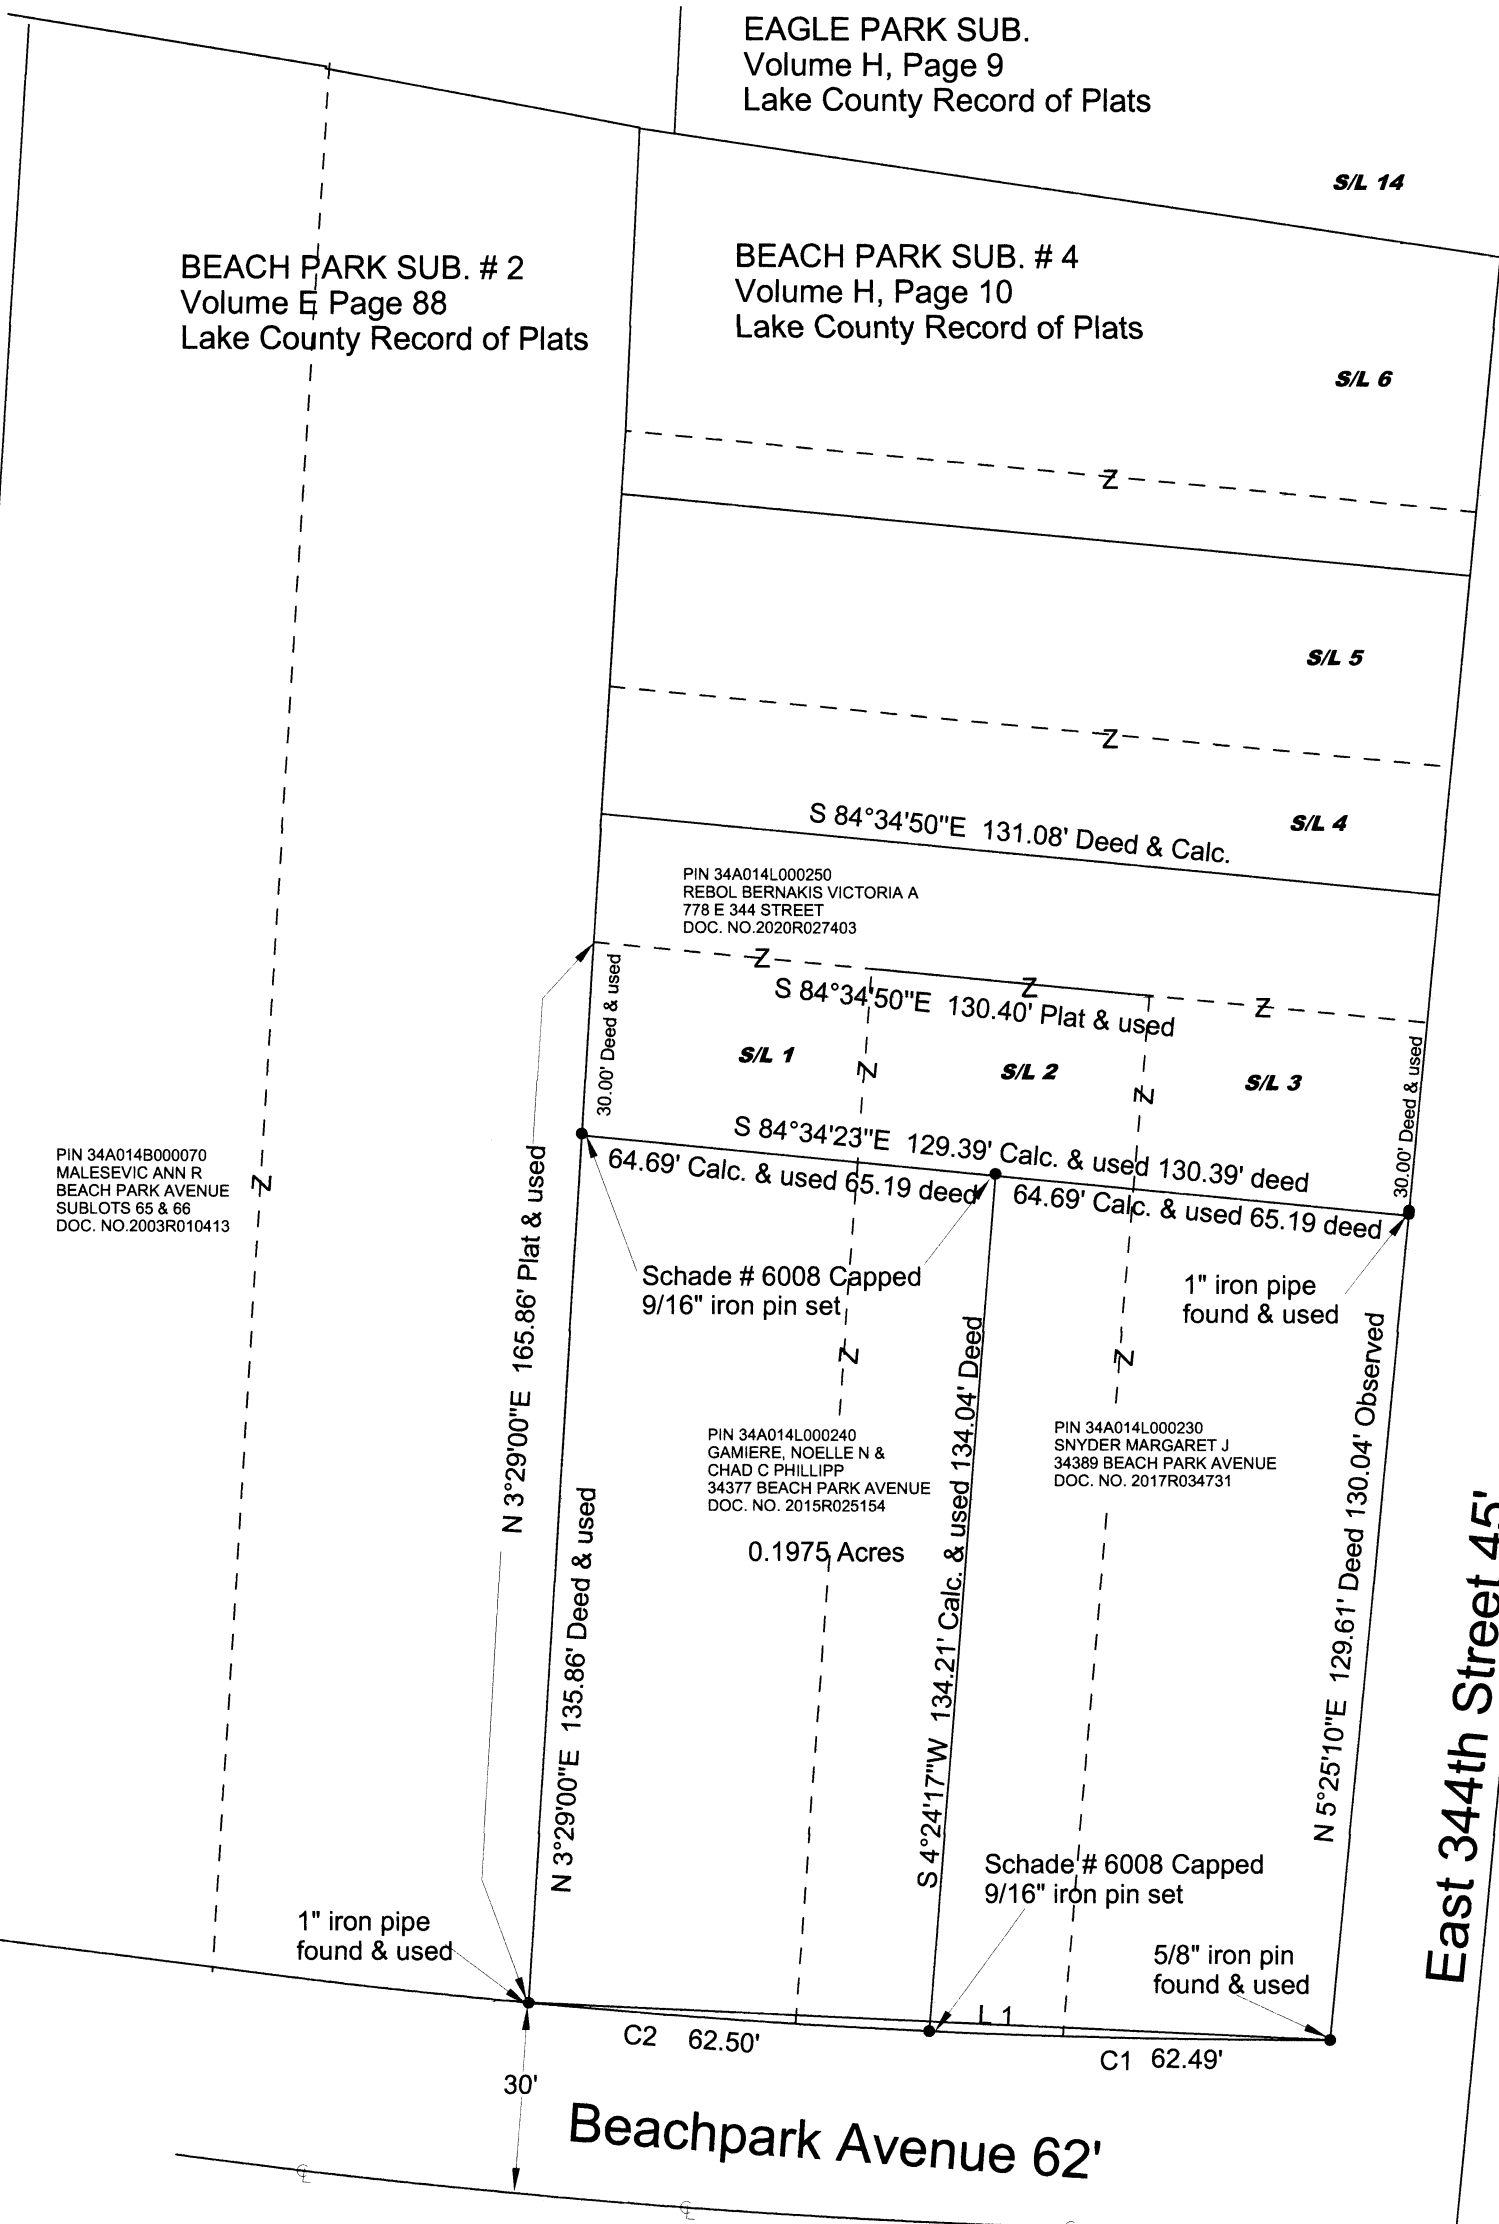 EAGLE PARK SUB.
Volume H, Page 9
Lake County Record of Plats
S/L 14
BEACH PARK SUB. # 2
Volume E Page 88
Lake County Record of Plats
BEACH PARK SUB. # 4
Volume H, Page 10
Lake County Record of Plats
S/L 6
Z
S/L 5
Z
S/L 4
S 84°34'50"E 131.08' Deed & Calc.
PIN 34A014L000250
REBOL BERNAKIS VICTORIA A
778 E 344 STREET
DOC. NO.2020R027403
Z
Z
Z
S 84°34'50"E 130.40' Plat & used
30.00' Deed & used
S/L 1
Z
S/L 2
Z
S/L 3
30.00' Deed & used
S 84°34'23"E 129.39' Calc. & used 130.39' deed
64.69' Calc. & used 65.19 deed
64.69' Calc. & used 65.19 deed
PIN 34A014B000070
MALESEVIC ANN R
BEACH PARK AVENUE
SUBLOTS 65 & 66
DOC. NO.2003R010413
Z
N 3°29'00"E 165.86' Plat & used
Schade # 6008 Capped
9/16" iron pin set
1" iron pipe
found & used
Z
Z
PIN 34A014L000240
GAMIERE, NOELLE N &
CHAD C PHILLIPP
34377 BEACH PARK AVENUE
DOC. NO. 2015R025154
0.1975 Acres
PIN 34A014L000230
SNYDER MARGARET J
34389 BEACH PARK AVENUE
DOC. NO. 2017R034731
N 3°29'00"E 135.86' Deed & used
S 4°24'17"W 134.21' Calc. & used 134.04' Deed
N 5°25'10"E 129.61' Deed 130.04' Observed
East 344th Street 45'
Schade # 6008 Capped
9/16" iron pin set
1" iron pipe
found & used
5/8" iron pin
found & used
L 1
C2 62.50'
C1 62.49'
30'
Beachpark Avenue 62'
℄
℄